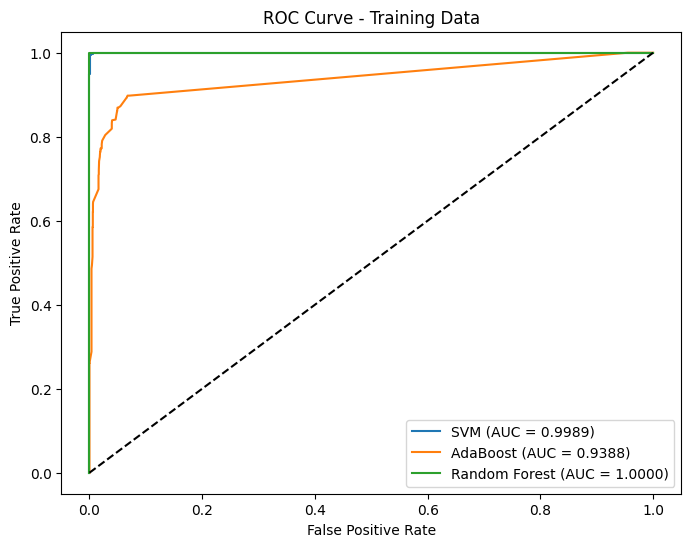 ROC Curve - Training Data
True Positive Rate
1.0
0.8
0.6
0.4
0.2
0.0
SVM (AUC = 0.9989)
AdaBoost (AUC = 0.9388)
Random Forest (AUC = 1.0000)
0.0 0.2 0.4 0.6 0.8 1.0
False Positive Rate